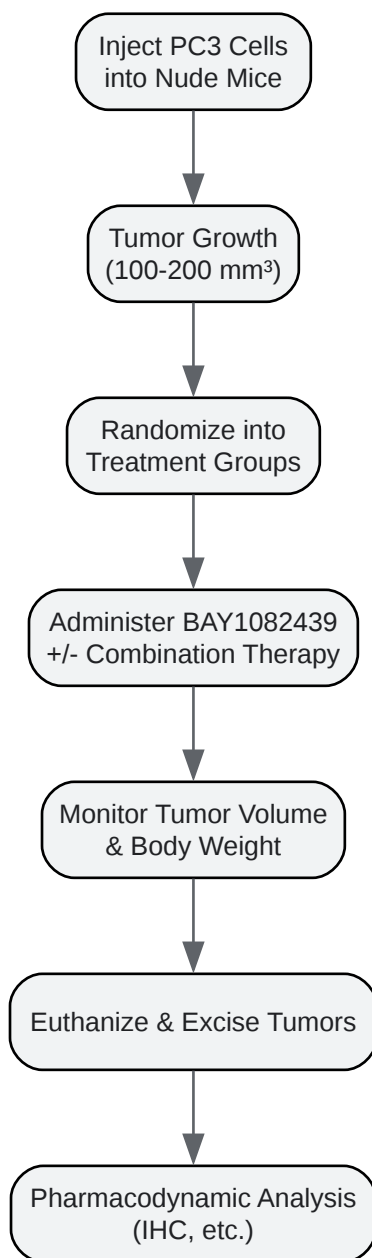 Inject PC3 Cells
into Nude Mice
Tumor Growth
(100-200 mm³)
Randomize into
Treatment Groups
Administer BAY1082439
+/- Combination Therapy
Monitor Tumor Volume
& Body Weight
Euthanize & Excise Tumors
Pharmacodynamic Analysis
(IHC, etc.)